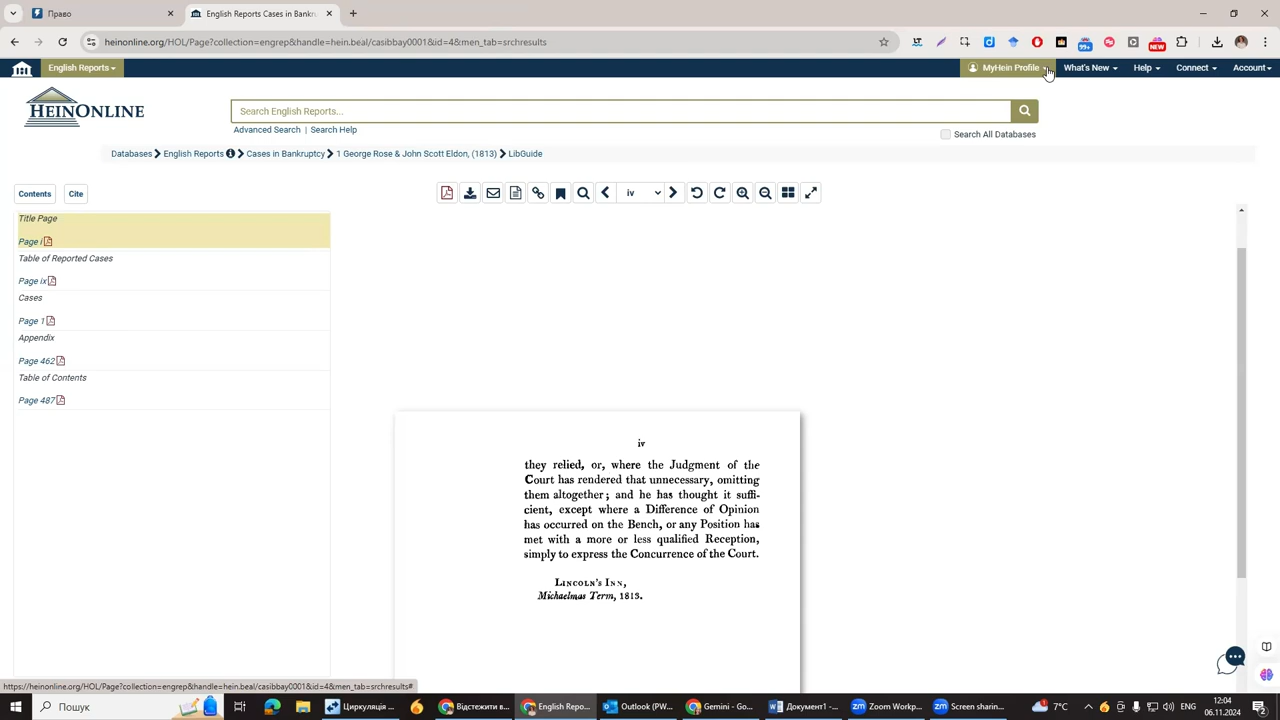 Право
English Reports Cases in Bankr
heinonline.org/HOL/Page?collection=engrep&handle=hein.beal/casibbay0001&id=4&men_tab=srchresults
99+
NEW
English Reports
MyHein Profile
What's New
Help
Connect
Account
HEINONLINE
Search English Reports...
Advanced Search | Search Help
Search All Databases
Databases English Reports Cases in Bankruptcy 1 George Rose & John Scott Eldon, (1813) LibGuide
Contents
Cite
iv
Title Page
Page i
Table of Reported Cases
Page ix
Cases
Page 1
Appendix
Page 462
Table of Contents
Page 487
iv
they relied, or, where the Judgment of the
Court has rendered that unnecessary, omitting
them altogether; and he has thought it suffi-
cient, except where a Difference of Opinion
has occurred on the Bench, or any Position has
met with a more or less qualified Reception,
simply to express the Concurrence of the Court.
LINCOLN'S INN,
Michaelmas Term, 1813.
https://heinonline.org/HOL/Page?collection=engrep&handle=hein.beal/casibbay0001&id=4&men_tab=srchresults#
Пошук
Циркуляція ...
Відстежити в...
English Repo...
Outlook (PW...
Gemini - Go...
Документ1 - ...
Zoom Workp...
Screen sharin...
7°C
ENG
12:04
06.11.2024